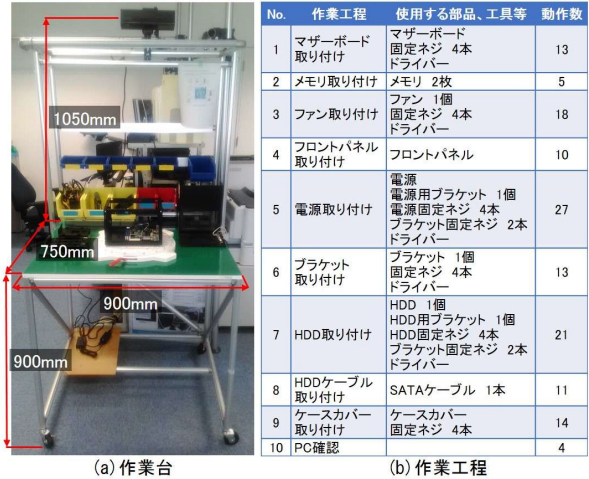 1050mm
750mm
900mm
900mm
(a)作業台
No. 作業工程 使用する部品、工具等 動作数
1 マザーボード取り付け マザーボード 13
固定ネジ 4本
ドライバー
2 メモリ取り付け メモリ 2枚 5
3 ファン取り付け ファン 1個 18
固定ネジ 4本
ドライバー
4 フロントパネル取り付け フロントパネル 10
5 電源取り付け 電源 27
電源用ブラケット 1個
電源固定ネジ 4本
ブラケット固定ネジ 2本
ドライバー
6 ブラケット取り付け ブラケット 1個 13
固定ネジ 4本
ドライバー
7 HDD取り付け HDD 1個 21
HDD用ブラケット 1個
HDD固定ネジ 4本
ブラケット固定ネジ 2本
ドライバー
8 HDDケーブル取り付け SATAケーブル 1本 11
9 ケースカバー取り付け ケースカバー 14
固定ネジ 4本
10 PC確認 4
(b)作業工程